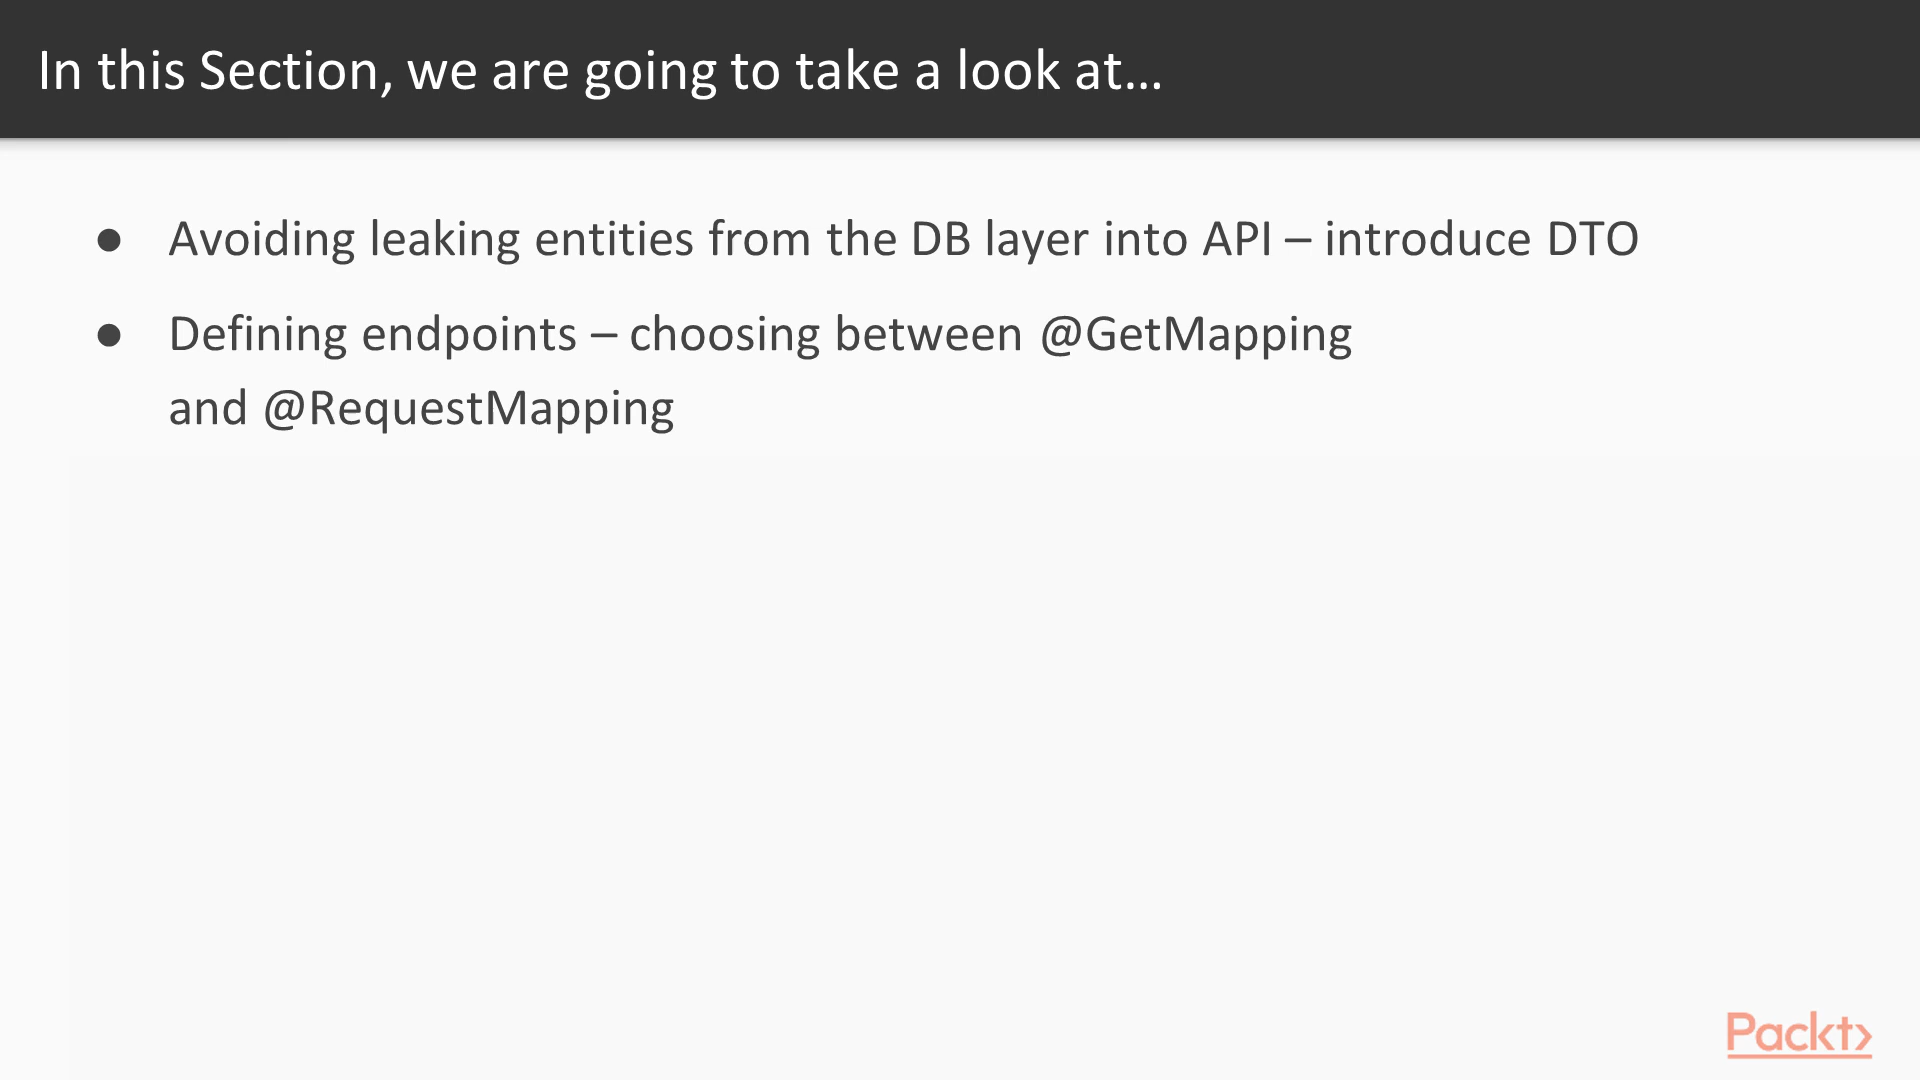 In this Section, we are going to take a look at…
● Avoiding leaking entities from the DB layer into API – introduce DTO
● Defining endpoints – choosing between @GetMapping
and @RequestMapping
Packt>